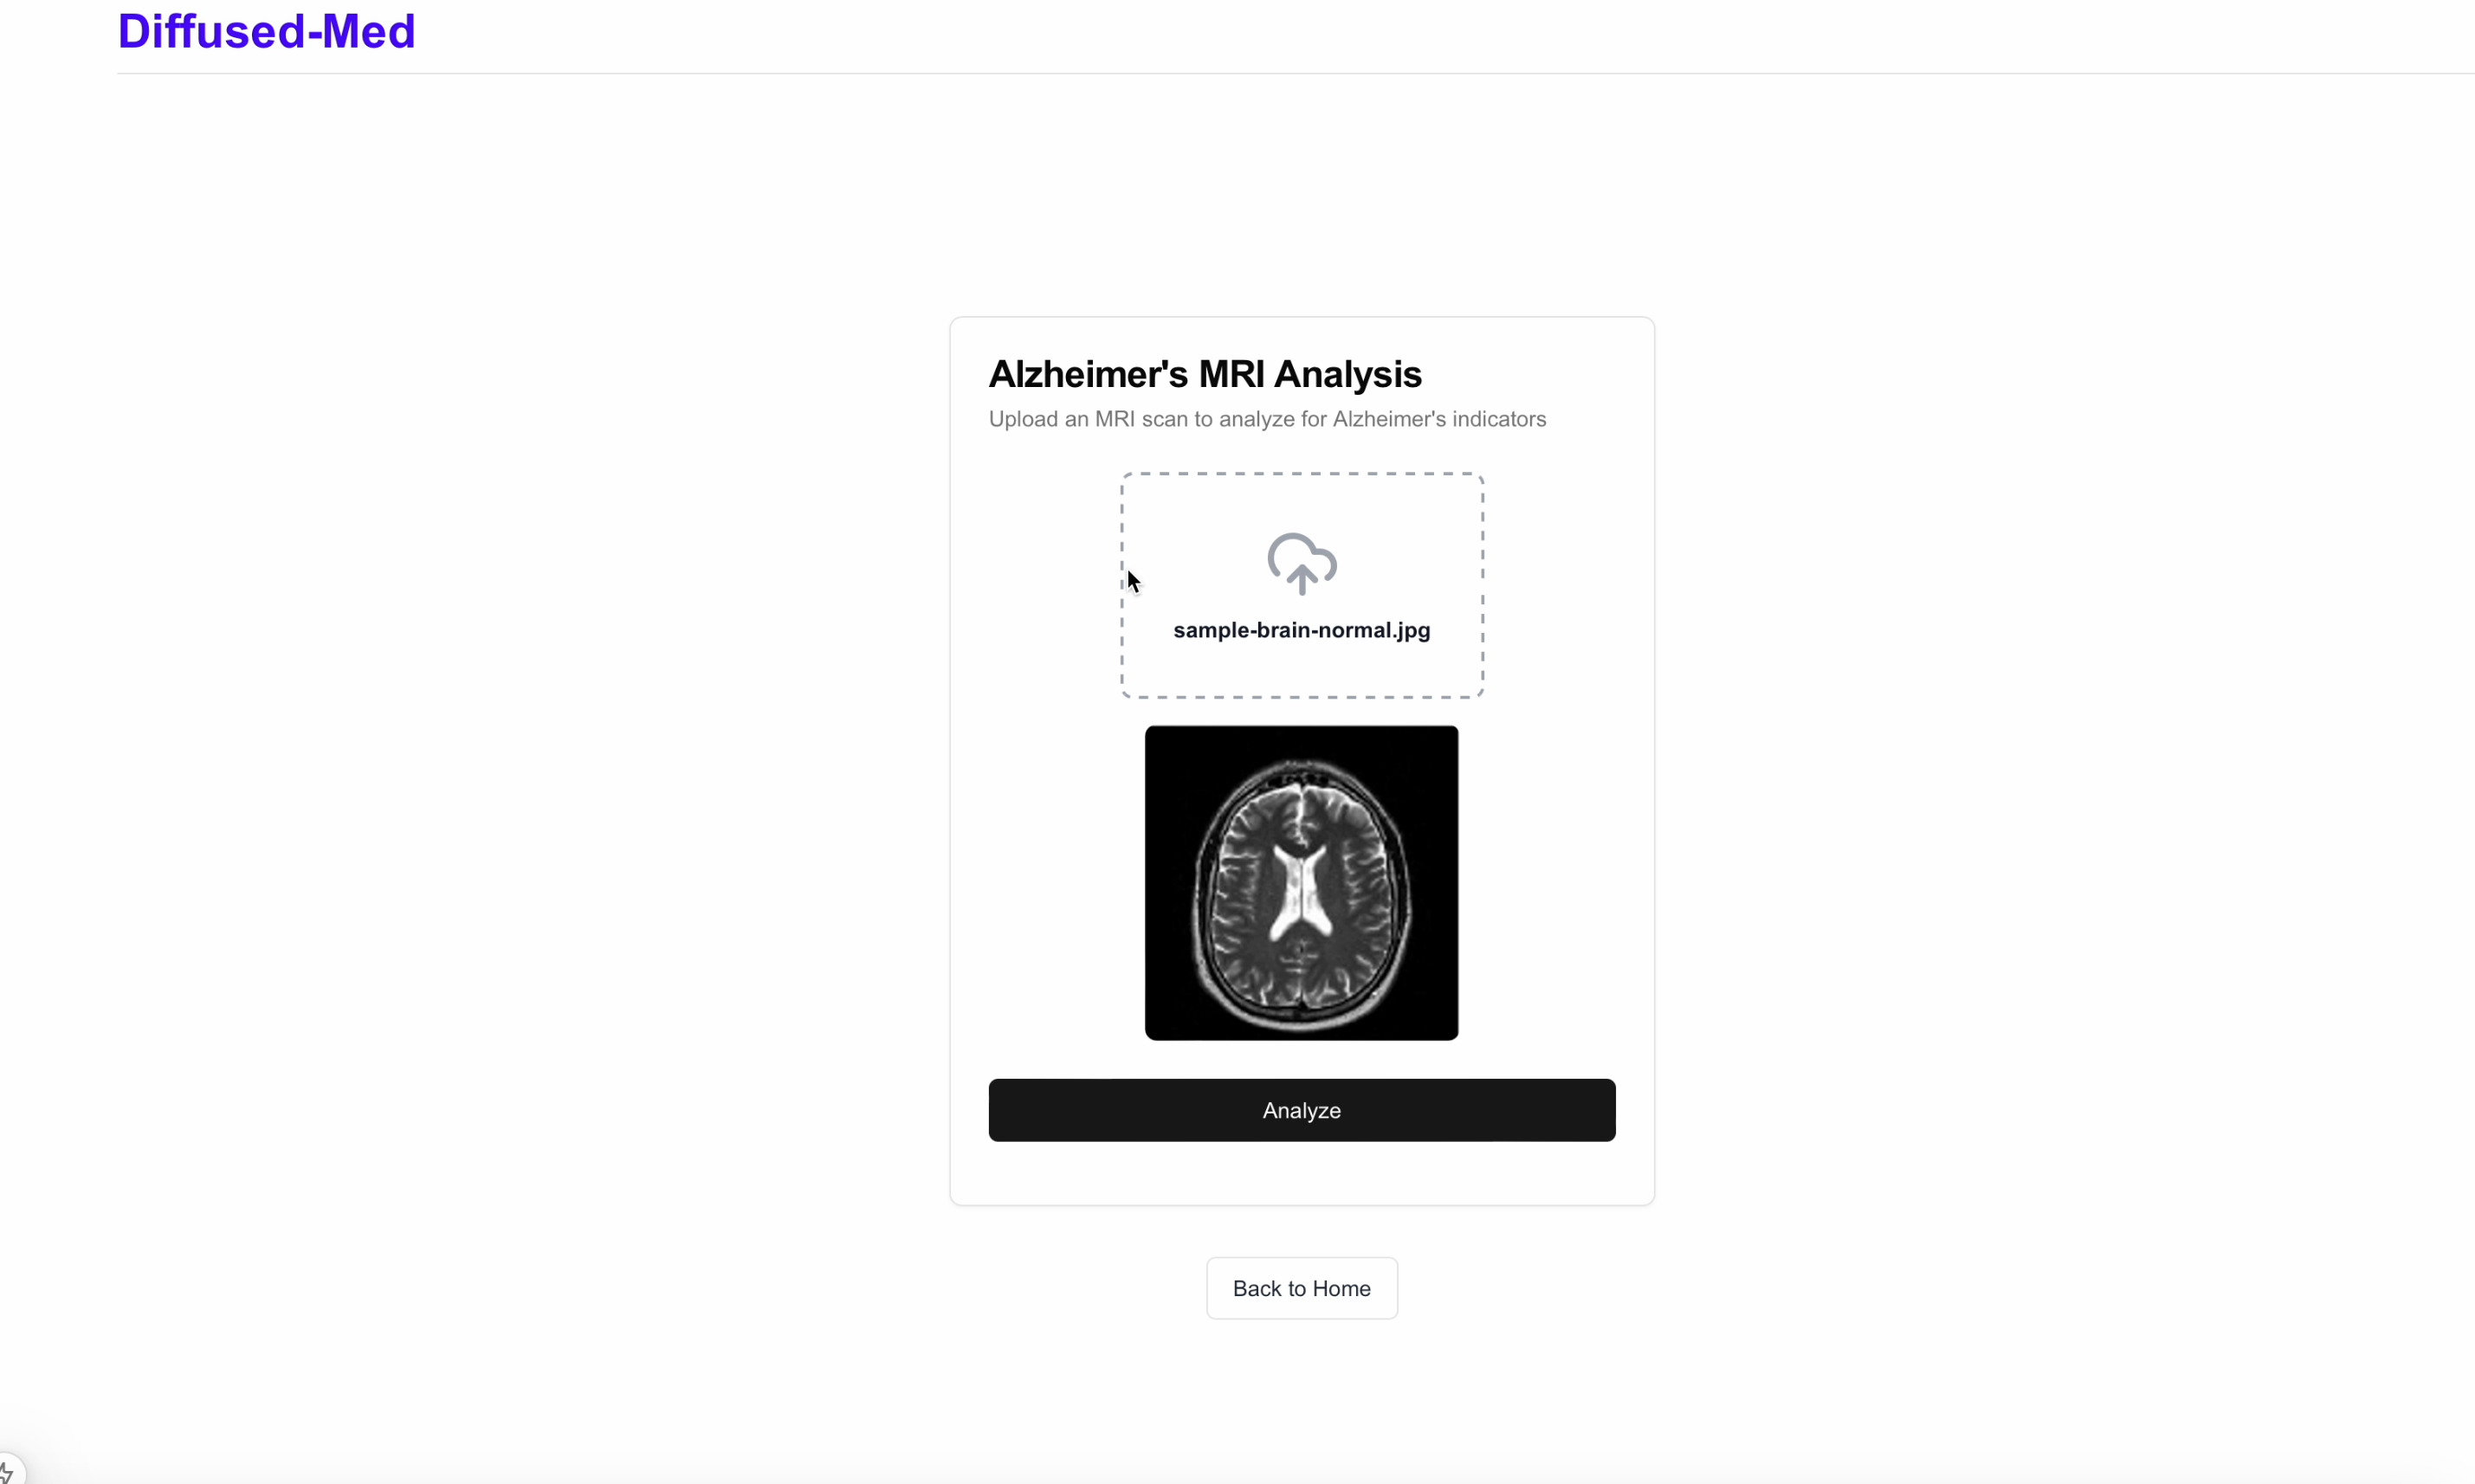 Diffused-Med
Alzheimer's MRI Analysis
Upload an MRI scan to analyze for Alzheimer's indicators
sample-brain-normal.jpg
Analyze
Back to Home